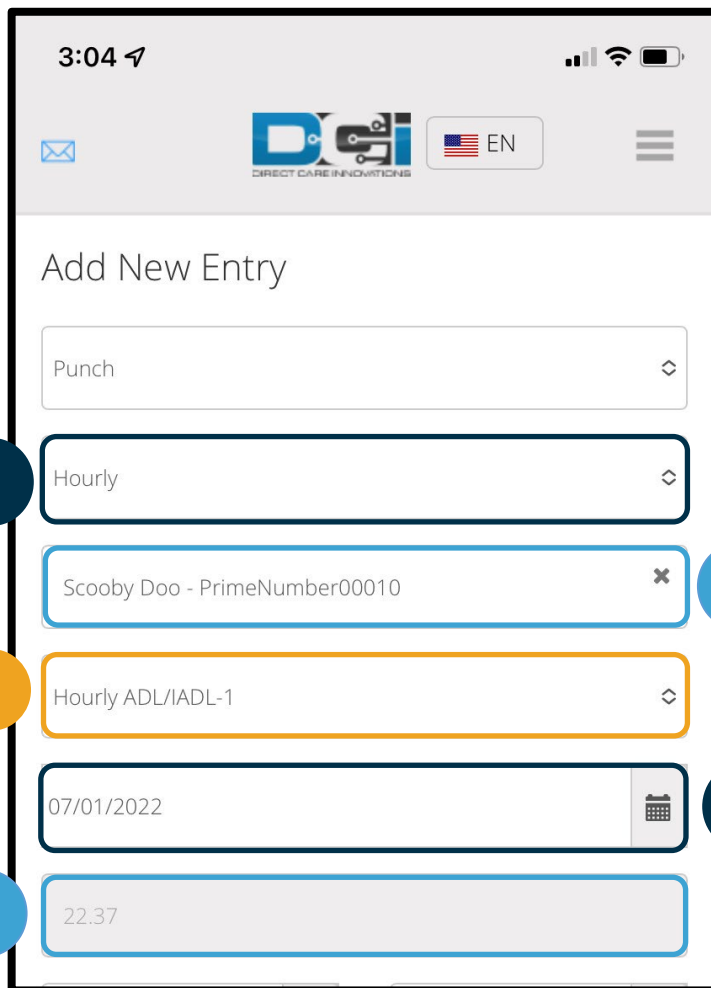 3:04
DCI
DIRECT CARE INNOVATIONS
EN
Add New Entry
Punch
Hourly
Scooby Doo - PrimeNumber00010
Hourly ADL/IADL-1
07/01/2022
22.37